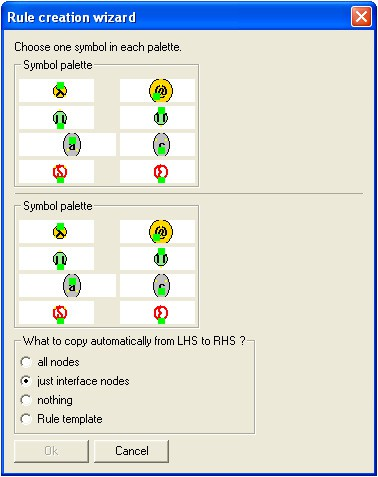 Rule creation wizard
Choose one symbol in each palette.
Symbol palette
λ @
a c
Symbol palette
λ @
a c
What to copy automatically from LHS to RHS ?
all nodes
just interface nodes
nothing
Rule template
Ok Cancel